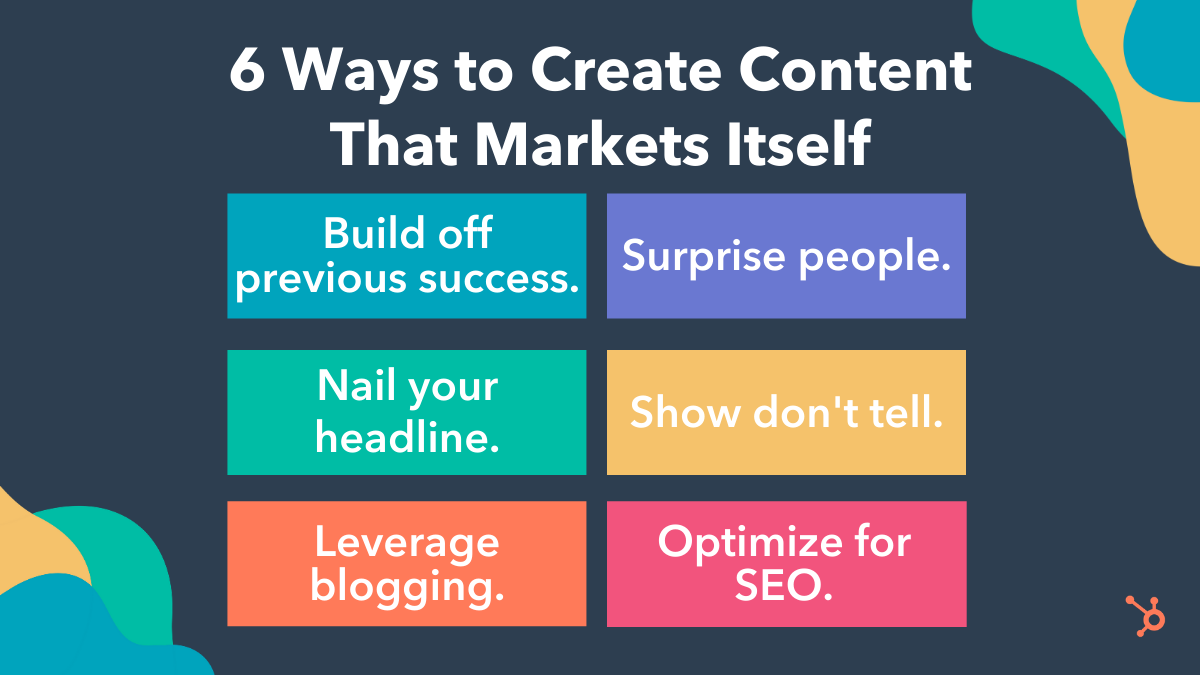 6 Ways to Create Content
That Markets Itself
Build off
previous success.
Surprise people.
Nail your
headline.
Show don't tell.
Leverage
blogging.
Optimize for
SEO.